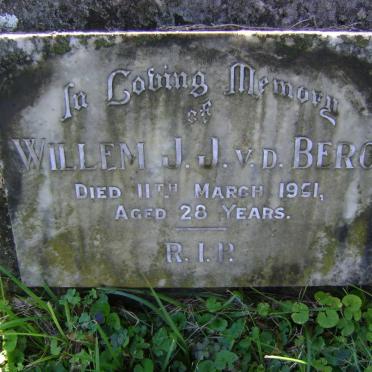 In Loving Memory
of
WILLEM J. J. V. D. BERG
DIED 11TH MARCH 1951,
AGED 28 YEARS.
R.I.P.